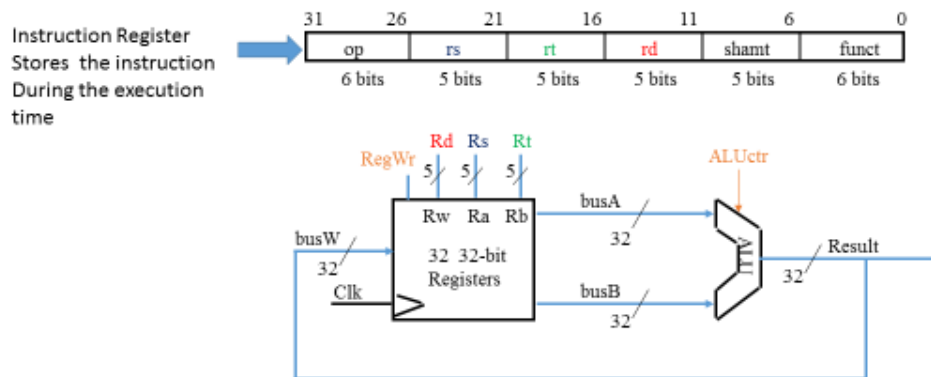 31 26 21 16 11 6 0
Instruction Register
Stores the instruction
During the execution
time
op rs rt rd shamt funct
6 bits 5 bits 5 bits 5 bits 5 bits 6 bits
Rd Rs Rt
RegWr
ALUctr
5 5 5
busA
Rw Ra Rb
32
busW
32 32-bit
Registers
ALU
Result
32
32
Clk
busB
32